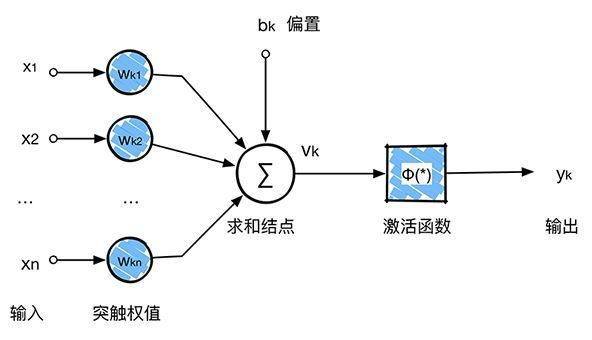 bk 偏置
x1
wk1
x2
wk2
vk
∑
Φ(*)
yk
... ...
求和结点
激活函数
输出
xn
wkn
输入
突触权值